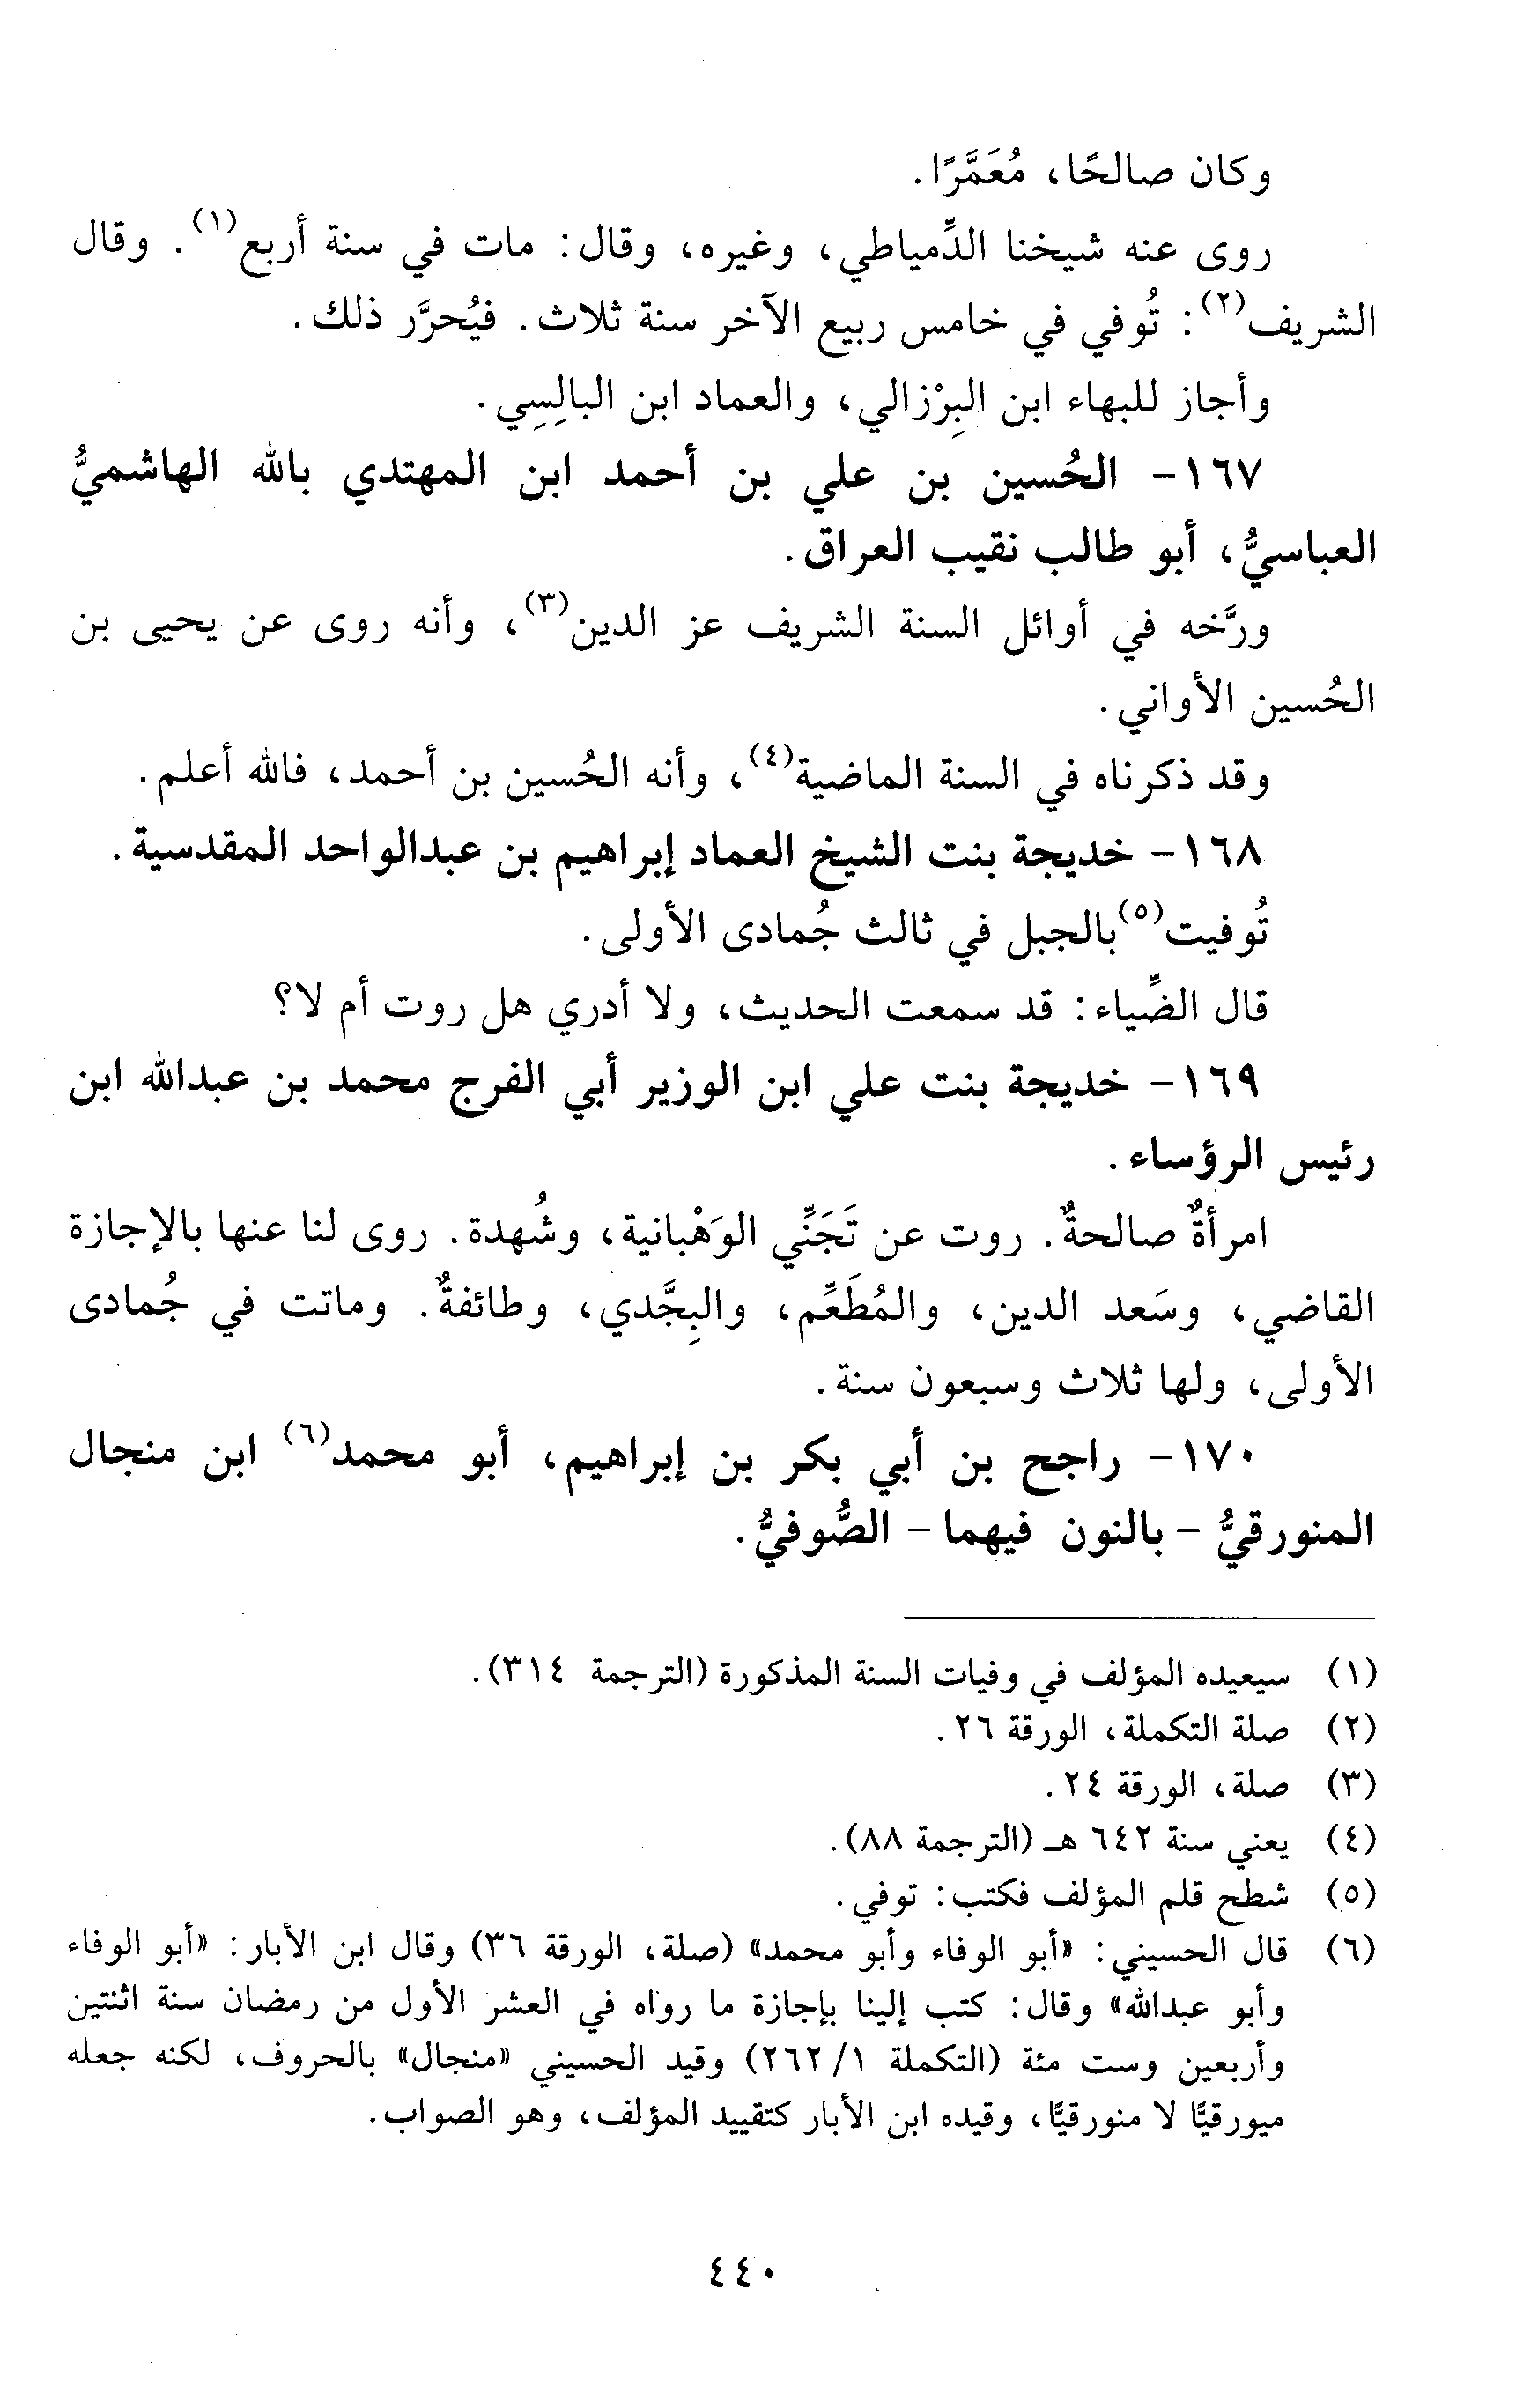 وكان صالحًا، مُعَمَّرًا.
روى عنه شيخنا الدِّمياطي، وغيره، وقال: مات في سنة أربع(١). وقال
الشريف(٢): تُوفي في خامس ربيع الآخر سنة ثلاث. فيُحرَّر ذلك.
وأجاز للبهاء ابن البِرْزالي، والعماد ابن البالِسِي.
١٦٧- الحُسين بن علي بن أحمد ابن المهتدي بالله الهاشميُّ
العباسيُّ، أبو طالب نقيب العراق.
ورَّخه في أوائل السنة الشريف عز الدين(٣)، وأنه روى عن يحيى بن
الحُسين الأواني.
وقد ذكرناه في السنة الماضية(٤)، وأنه الحُسين بن أحمد، فالله أعلم.
١٦٨- خديجة بنت الشيخ العماد إبراهيم بن عبدالواحد المقدسية.
تُوفيت(٥) بالجبل في ثالث جُمادى الأولى.
قال الضِّياء: قد سمعت الحديث، ولا أدري هل روت أم لا؟
١٦٩- خديجة بنت علي ابن الوزير أبي الفرج محمد بن عبدالله ابن
رئيس الرؤساء.
امرأةٌ صالحةٌ. روت عن تَجَنِّي الوَهْبانية، وشُهدة. روى لنا عنها بالإجازة
القاضي، وسَعد الدين، والمُطَعِّم، والبِجَّدي، وطائفةٌ. وماتت في جُمادى
الأولى، ولها ثلاث وسبعون سنة.
١٧٠- راجح بن أبي بكر بن إبراهيم، أبو محمد(٦) ابن منجال
المنورقيُّ - بالنون فيهما - الصُّوفيُّ.
(١) سيعيده المؤلف في وفيات السنة المذكورة (الترجمة ٣١٤).
(٢) صلة التكملة، الورقة ٢٦.
(٣) صلة، الورقة ٢٤.
(٤) يعني سنة ٦٤٢ هـ (الترجمة ٨٨).
(٥) شطح قلم المؤلف فكتب: توفي.
(٦) قال الحسيني: «أبو الوفاء وأبو محمد» (صلة، الورقة ٣٦) وقال ابن الأبار: «أبو الوفاء
وأبو عبدالله» وقال: كتب إلينا بإجازة ما رواه في العشر الأول من رمضان سنة اثنتين
وأربعين وست مئة (التكملة ١/ ٢٦٢) وقيد الحسيني «منجال» بالحروف، لكنه جعله
ميورقيًّا لا منورقيًّا، وقيده ابن الأبار كتقييد المؤلف، وهو الصواب.
٤٤٠